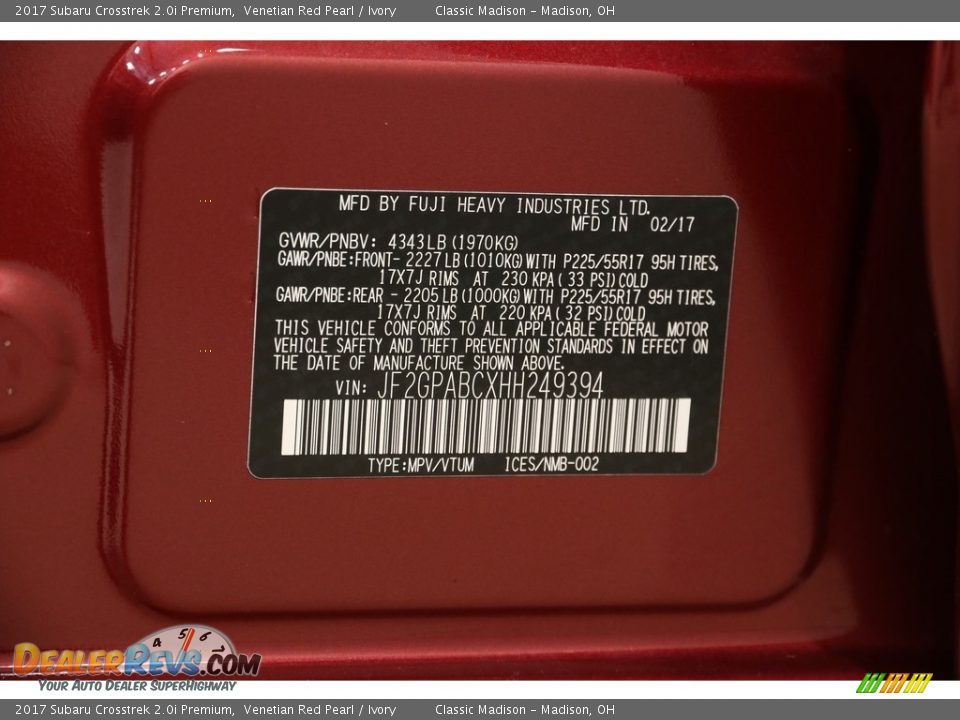 2017 Subaru Crosstrek 2.0i Premium, Venetian Red Pearl / Ivory Classic Madison - Madison, OH
MFD BY FUJI HEAVY INDUSTRIES LTD.
MFD IN 02/17
GVWR/PNBV: 4343LB(1970KG)
GAWR/PNBE:FRONT- 2227LB(1010KG)WITH P225/55R17 95H TIRES,
17X7J RIMS AT 230 KPA( 33 PSI)COLD
GAWR/PNBE:REAR - 2205LB(1000KG)WITH P225/55R17 95H TIRES,
17X7J RIMS AT 220 KPA( 32 PSI)COLD
THIS VEHICLE CONFORMS TO ALL APPLICABLE FEDERAL MOTOR
VEHICLE SAFETY AND THEFT PREVENTION STANDARDS IN EFFECT ON
THE DATE OF MANUFACTURE SHOWN ABOVE.
VIN: JF2GPABCXHH249394
TYPE:MPV/VTUM ICES/NMB-002
4 5 6 7
DealerRevs.com
Your Auto Dealer SuperHighway
2017 Subaru Crosstrek 2.0i Premium, Venetian Red Pearl / Ivory Classic Madison - Madison, OH